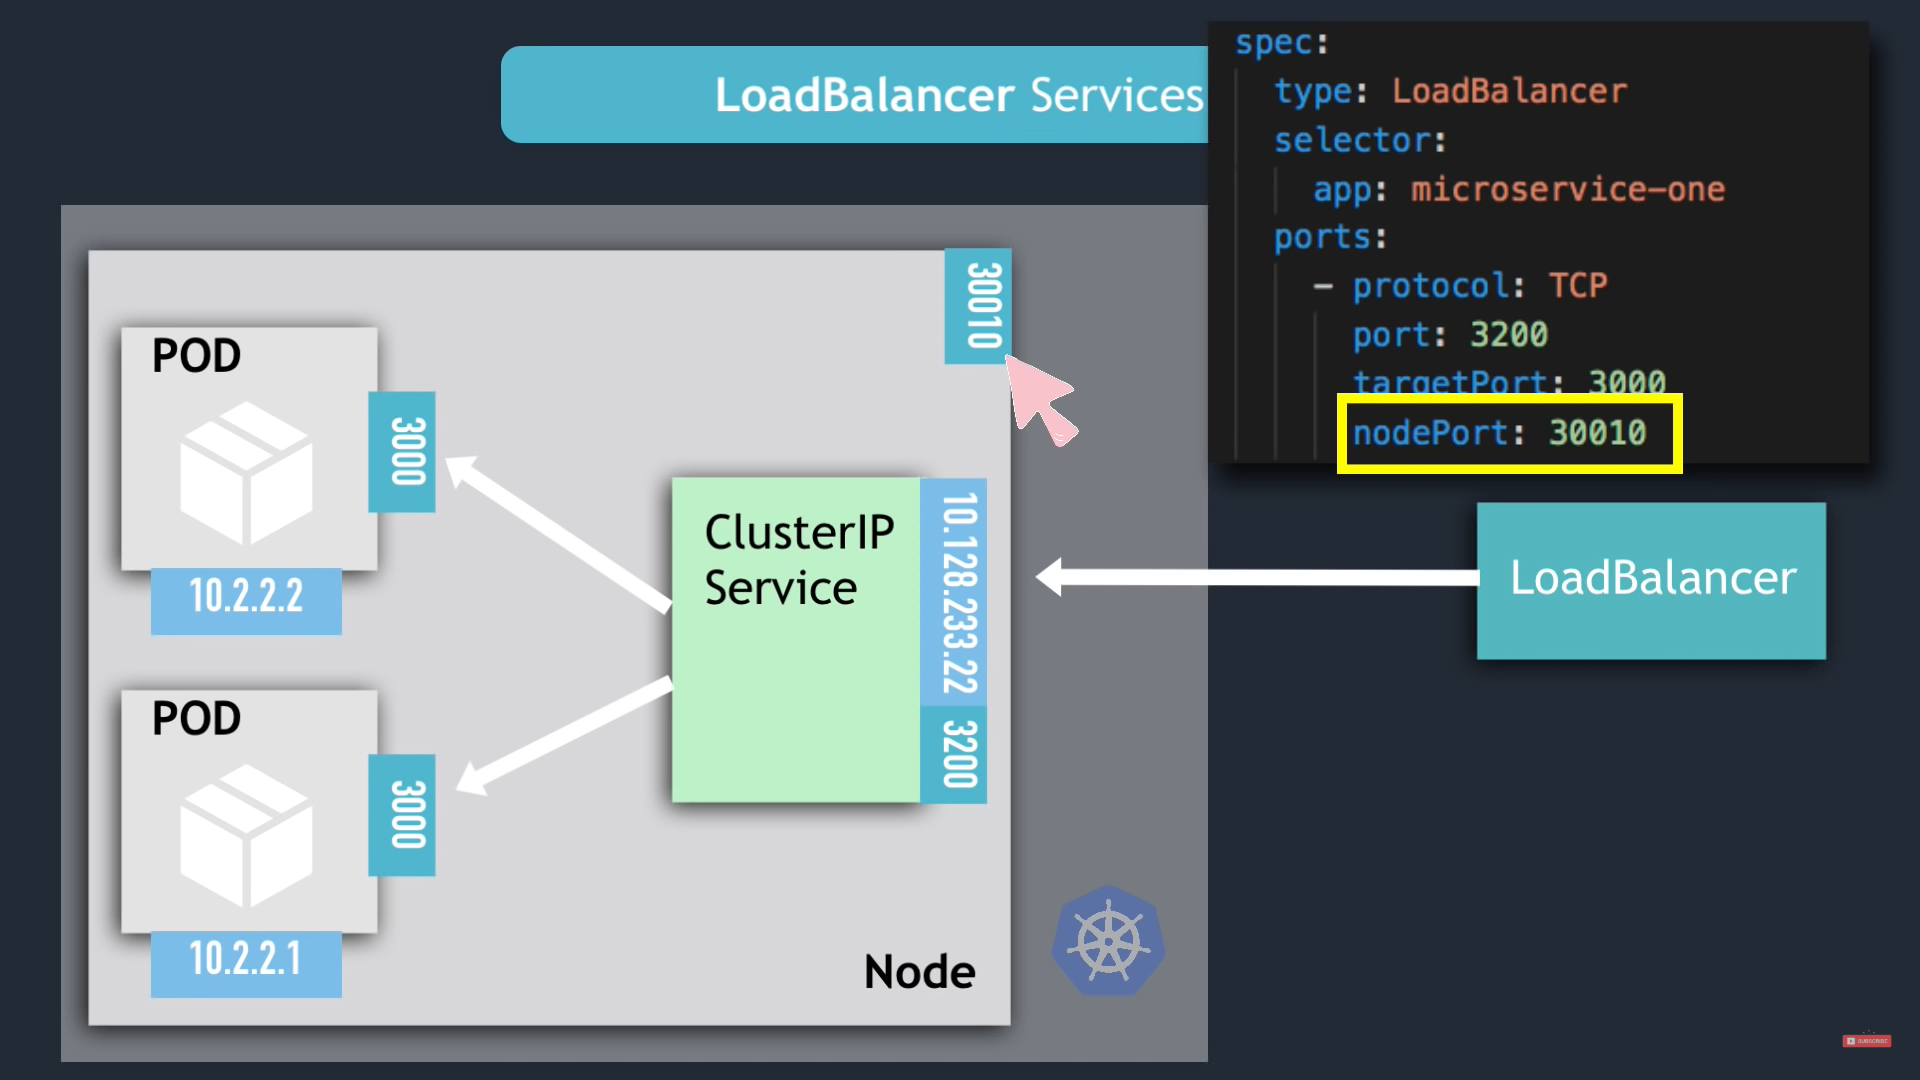 LoadBalancer Services
spec:
type: LoadBalancer
selector:
app: microservice-one
ports:
- protocol: TCP
port: 3200
targetPort: 3000
nodePort: 30010
30010
POD
3000
10.2.2.2
ClusterIP
Service
10.128.233.22
3200
LoadBalancer
POD
3000
10.2.2.1
Node
SUBSCRIBE